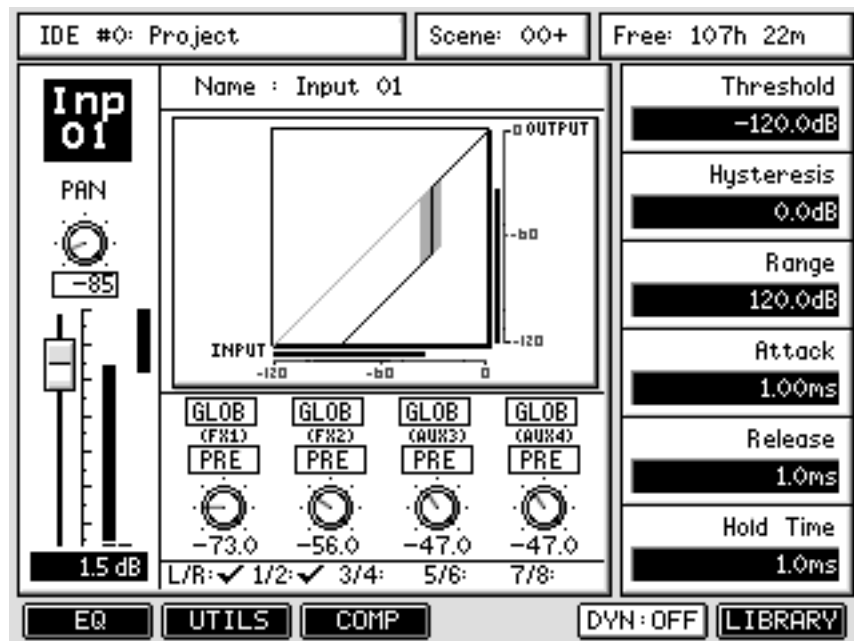 IDE #0: Project
Scene: 00+
Free: 107h 22m
Inp
01
Name : Input 01
PAN
-85
1.5 dB
0 OUTPUT
-60
-120
INPUT
-120 -60 0
GLOB GLOB GLOB GLOB
(FX1) (FX2) (AUX3) (AUX4)
PRE PRE PRE PRE
-73.0 -56.0 -47.0 -47.0
L/R:✓ 1/2:✓ 3/4: 5/6: 7/8:
Threshold
-120.0dB
Hysteresis
0.0dB
Range
120.0dB
Attack
1.00ms
Release
1.0ms
Hold Time
1.0ms
EQ UTILS COMP DYN:OFF LIBRARY